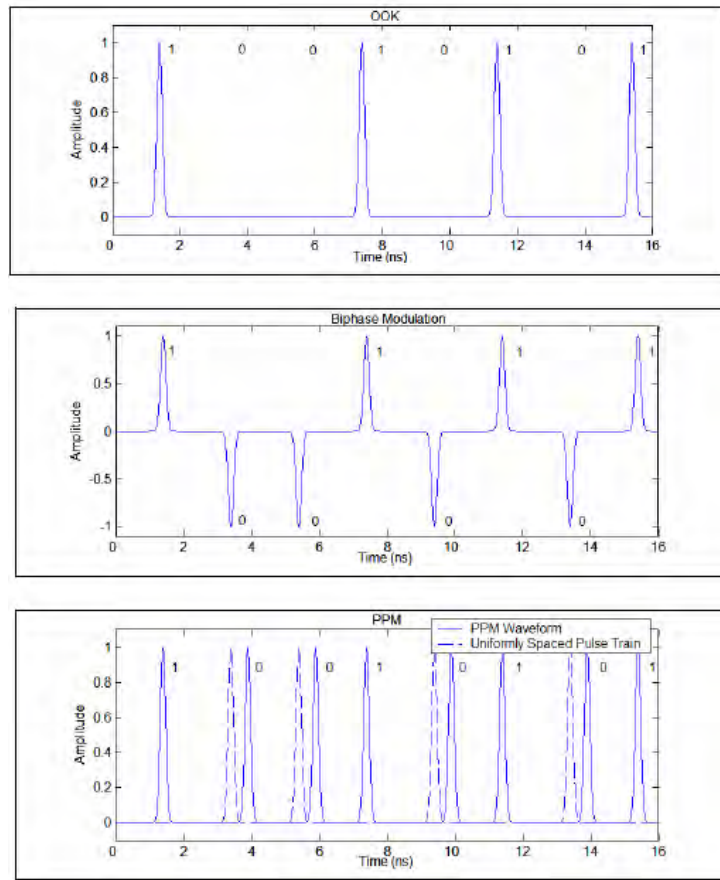 OOK
1 0 0 1 0 1 0 1
1
0.8
0.6
0.4
0.2
0
Amplitude
0 2 4 6 8 10 12 14 16
Time (ns)
Biphase Modulation
1 1 1 1
1
0.5
0
-0.5
-1
Amplitude
0 0 0 0
0 2 4 6 8 10 12 14 16
Time (ns)
PPM
PPM Waveform
Uniformly Spaced Pulse Train
1 0 0 1 0 1 0 1
1
0.8
0.6
0.4
0.2
0
Amplitude
0 2 4 6 8 10 12 14 16
Time (ns)